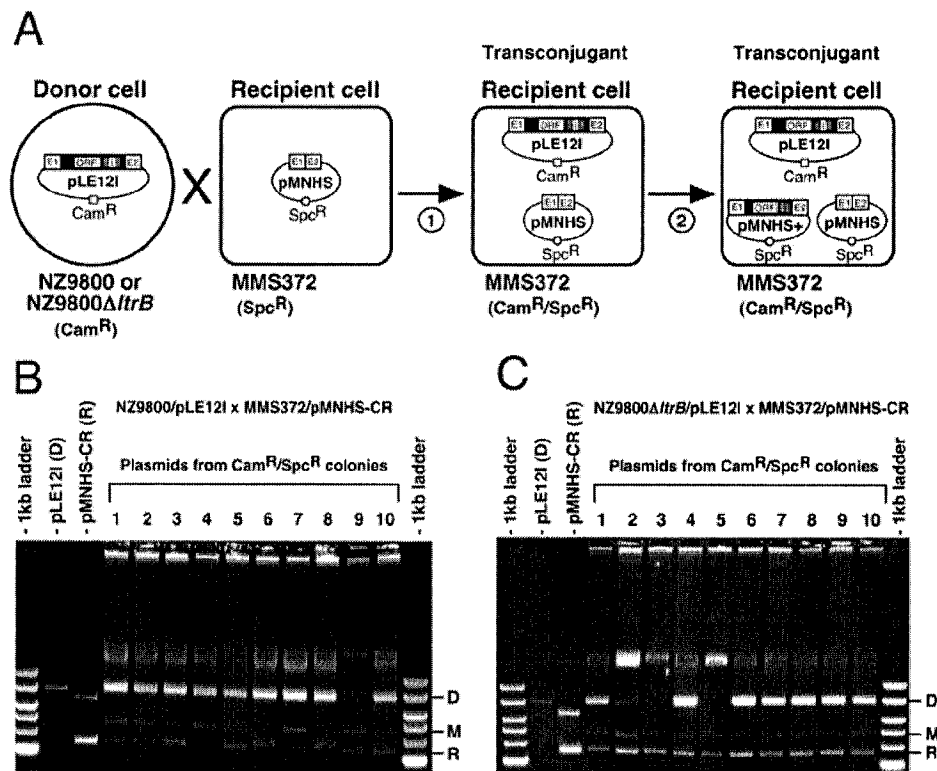 A
Donor cell
E1 ORF E2
pLE12I
CamR
NZ9800 or
NZ9800ΔltrB
(CamR)
X
Recipient cell
E1 E2
pMNHS
SpcR
MMS372
(SpcR)
1
Transconjugant
Recipient cell
E1 ORF E2
pLE12I
CamR
E1 E2
pMNHS
SpcR
MMS372
(CamR/SpcR)
2
Transconjugant
Recipient cell
E1 ORF E2
pLE12I
CamR
E1 ORF E2
pMNHS+
SpcR
E1 E2
pMNHS
SpcR
MMS372
(CamR/SpcR)
B
NZ9800/pLE12I x MMS372/pMNHS-CR
Plasmids from CamR/SpcR colonies
- 1kb ladder
- pLE12I (D)
- pMNHS-CR (R)
1 2 3 4 5 6 7 8 9 10
- 1kb ladder
D
M
R
C
NZ9800ΔltrB/pLE12I x MMS372/pMNHS-CR
Plasmids from CamR/SpcR colonies
- 1kb ladder
- pLE12I (D)
- pMNHS-CR (R)
1 2 3 4 5 6 7 8 9 10
- 1kb ladder
D
M
R